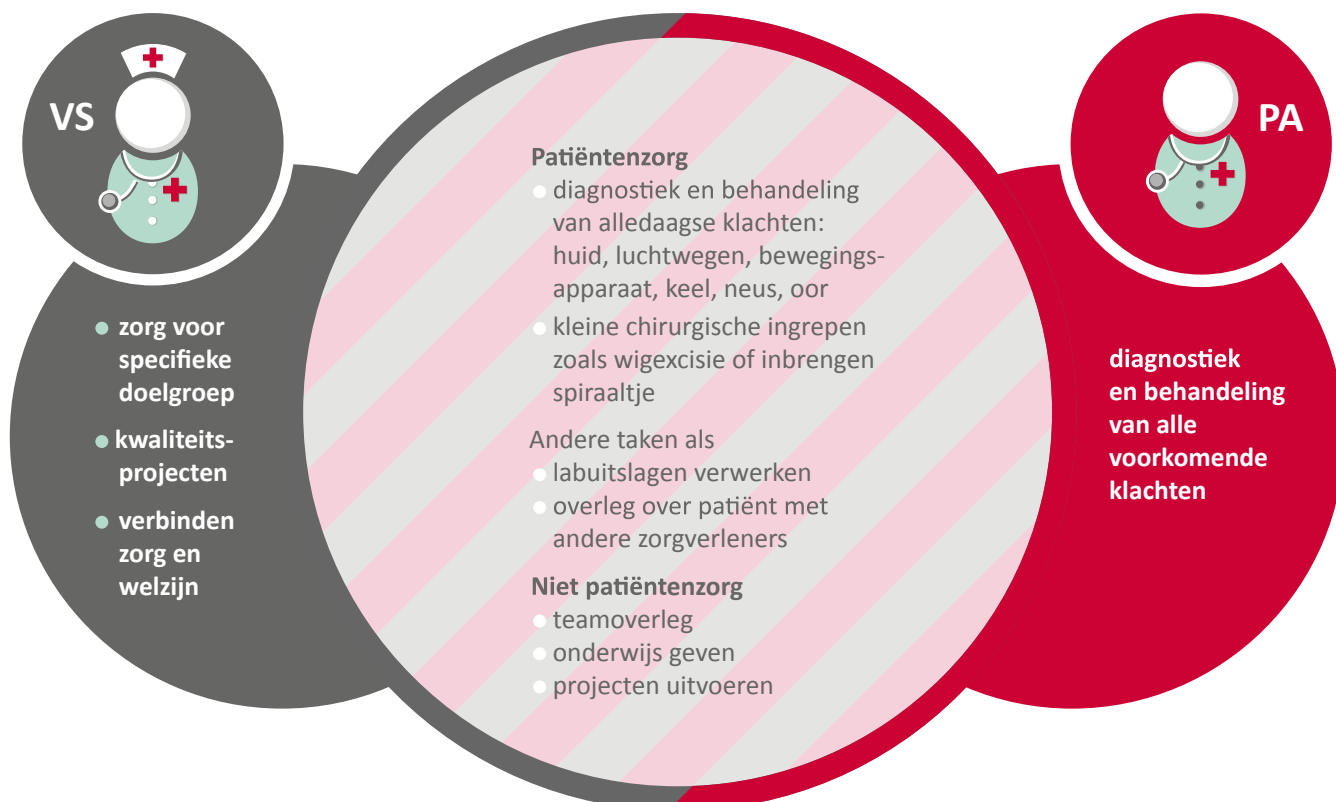 VS
zorg voor
specifieke
doelgroep
kwaliteits-
projecten
verbinden
zorg en
welzijn
Patiëntenzorg
diagnostiek en behandeling
van alledaagse klachten:
huid, luchtwegen, bewegings-
apparaat, keel, neus, oor
kleine chirurgische ingrepen
zoals wigexcisie of inbrengen
spiraaltje
Andere taken als
labuitslagen verwerken
overleg over patiënt met
andere zorgverleners
Niet patiëntenzorg
teamoverleg
onderwijs geven
projecten uitvoeren
PA
diagnostiek
en behandeling
van alle
voorkomende
klachten